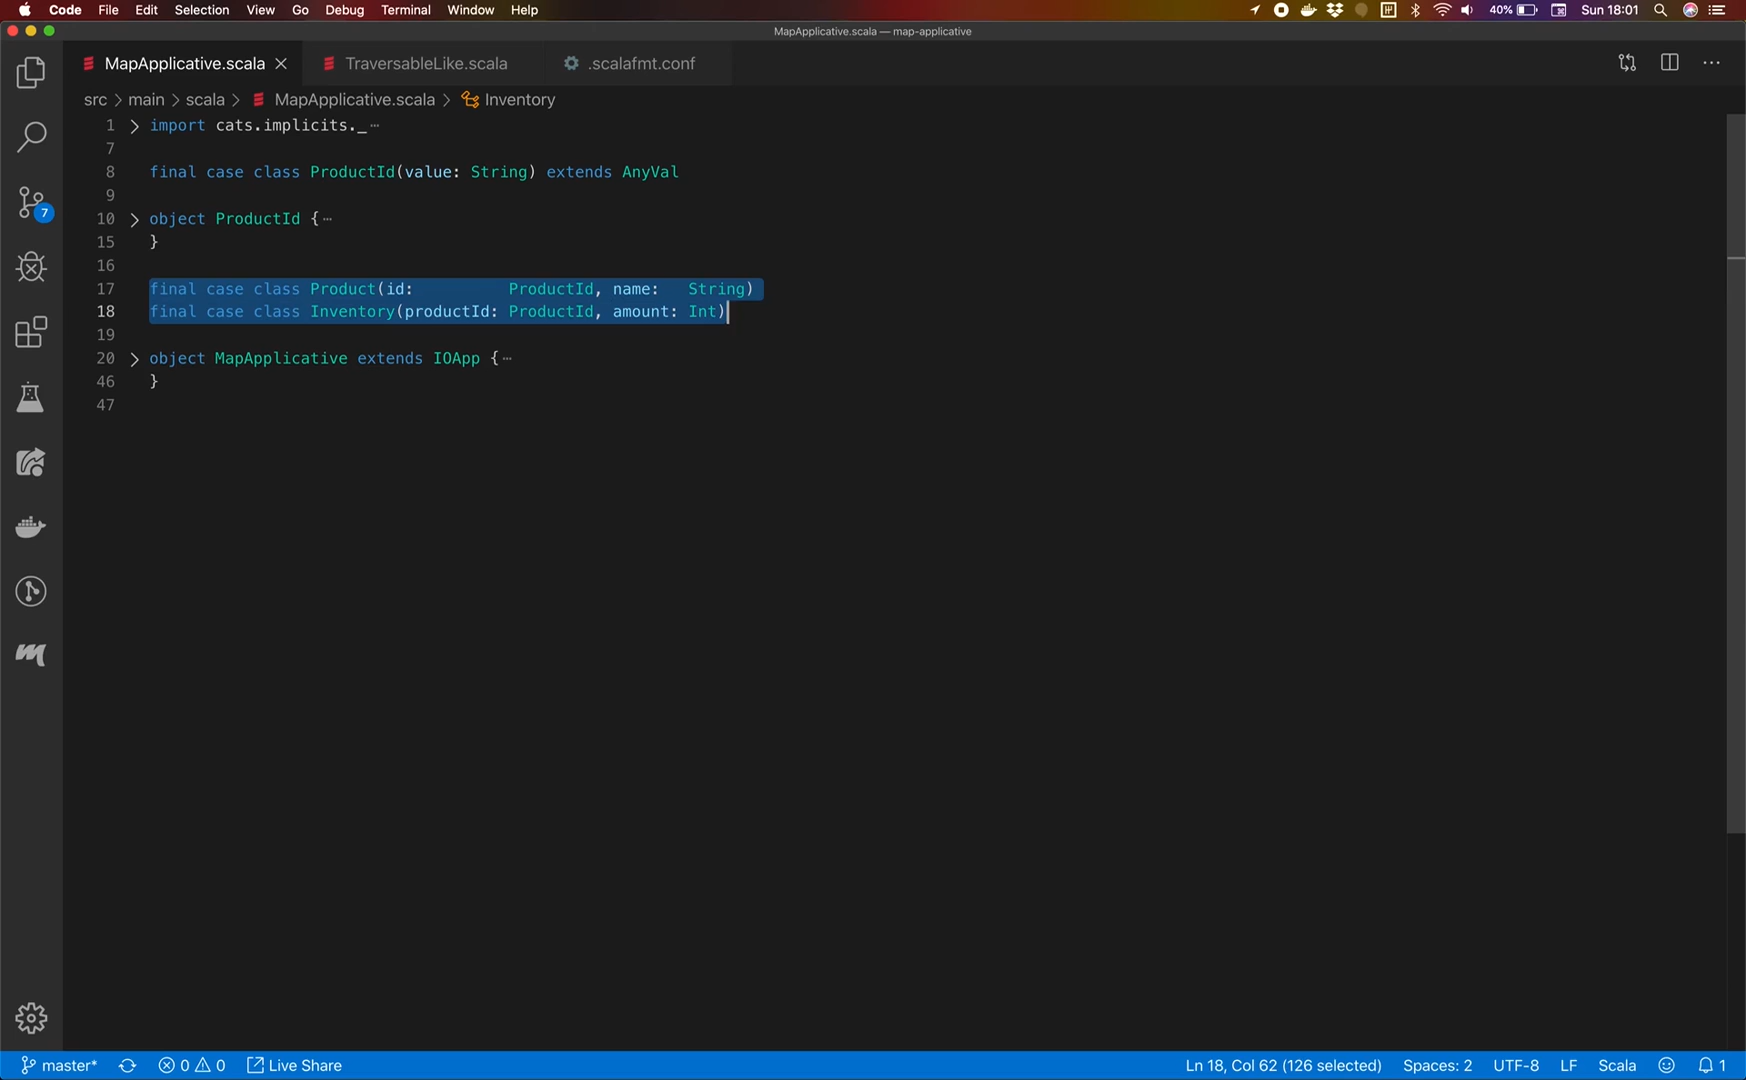 Code File Edit Selection View Go Debug Terminal Window Help 40% Sun 18:01
MapApplicative.scala — map-applicative
MapApplicative.scala TraversableLike.scala .scalafmt.conf
src > main > scala > MapApplicative.scala > Inventory
1 > import cats.implicits._ ⋯
7
8 final case class ProductId(value: String) extends AnyVal
9
10 > object ProductId { ⋯
15 }
16
17 final case class Product(id:          ProductId, name:   String)
18 final case class Inventory(productId: ProductId, amount: Int)
19
20 > object MapApplicative extends IOApp { ⋯
46 }
47
7
master* 0 0 Live Share Ln 18, Col 62 (126 selected) Spaces: 2 UTF-8 LF Scala 1